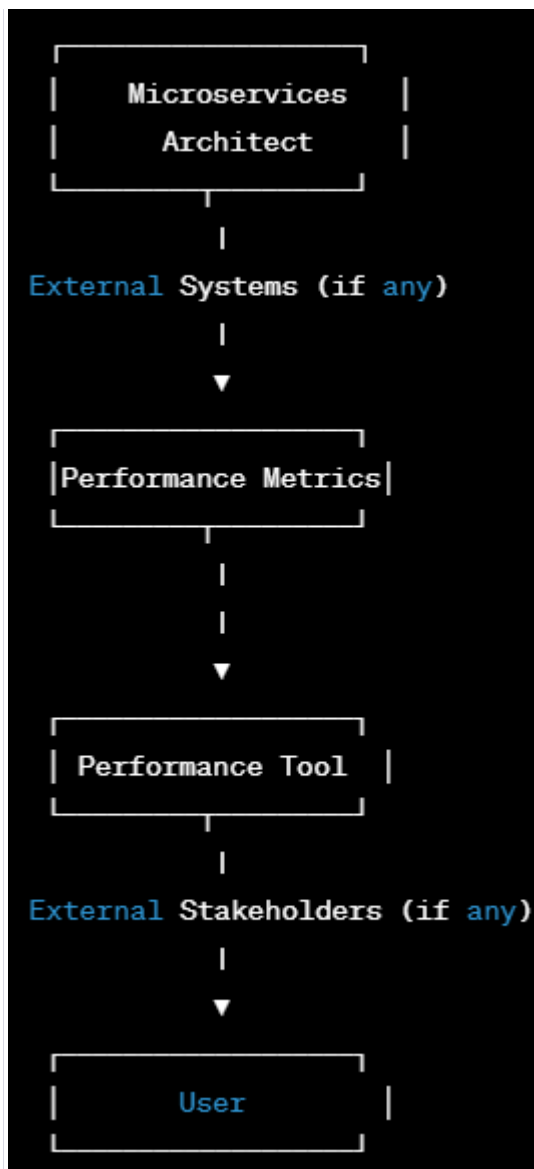 Microservices
Architect
External Systems (if any)
Performance Metrics
Performance Tool
External Stakeholders (if any)
User